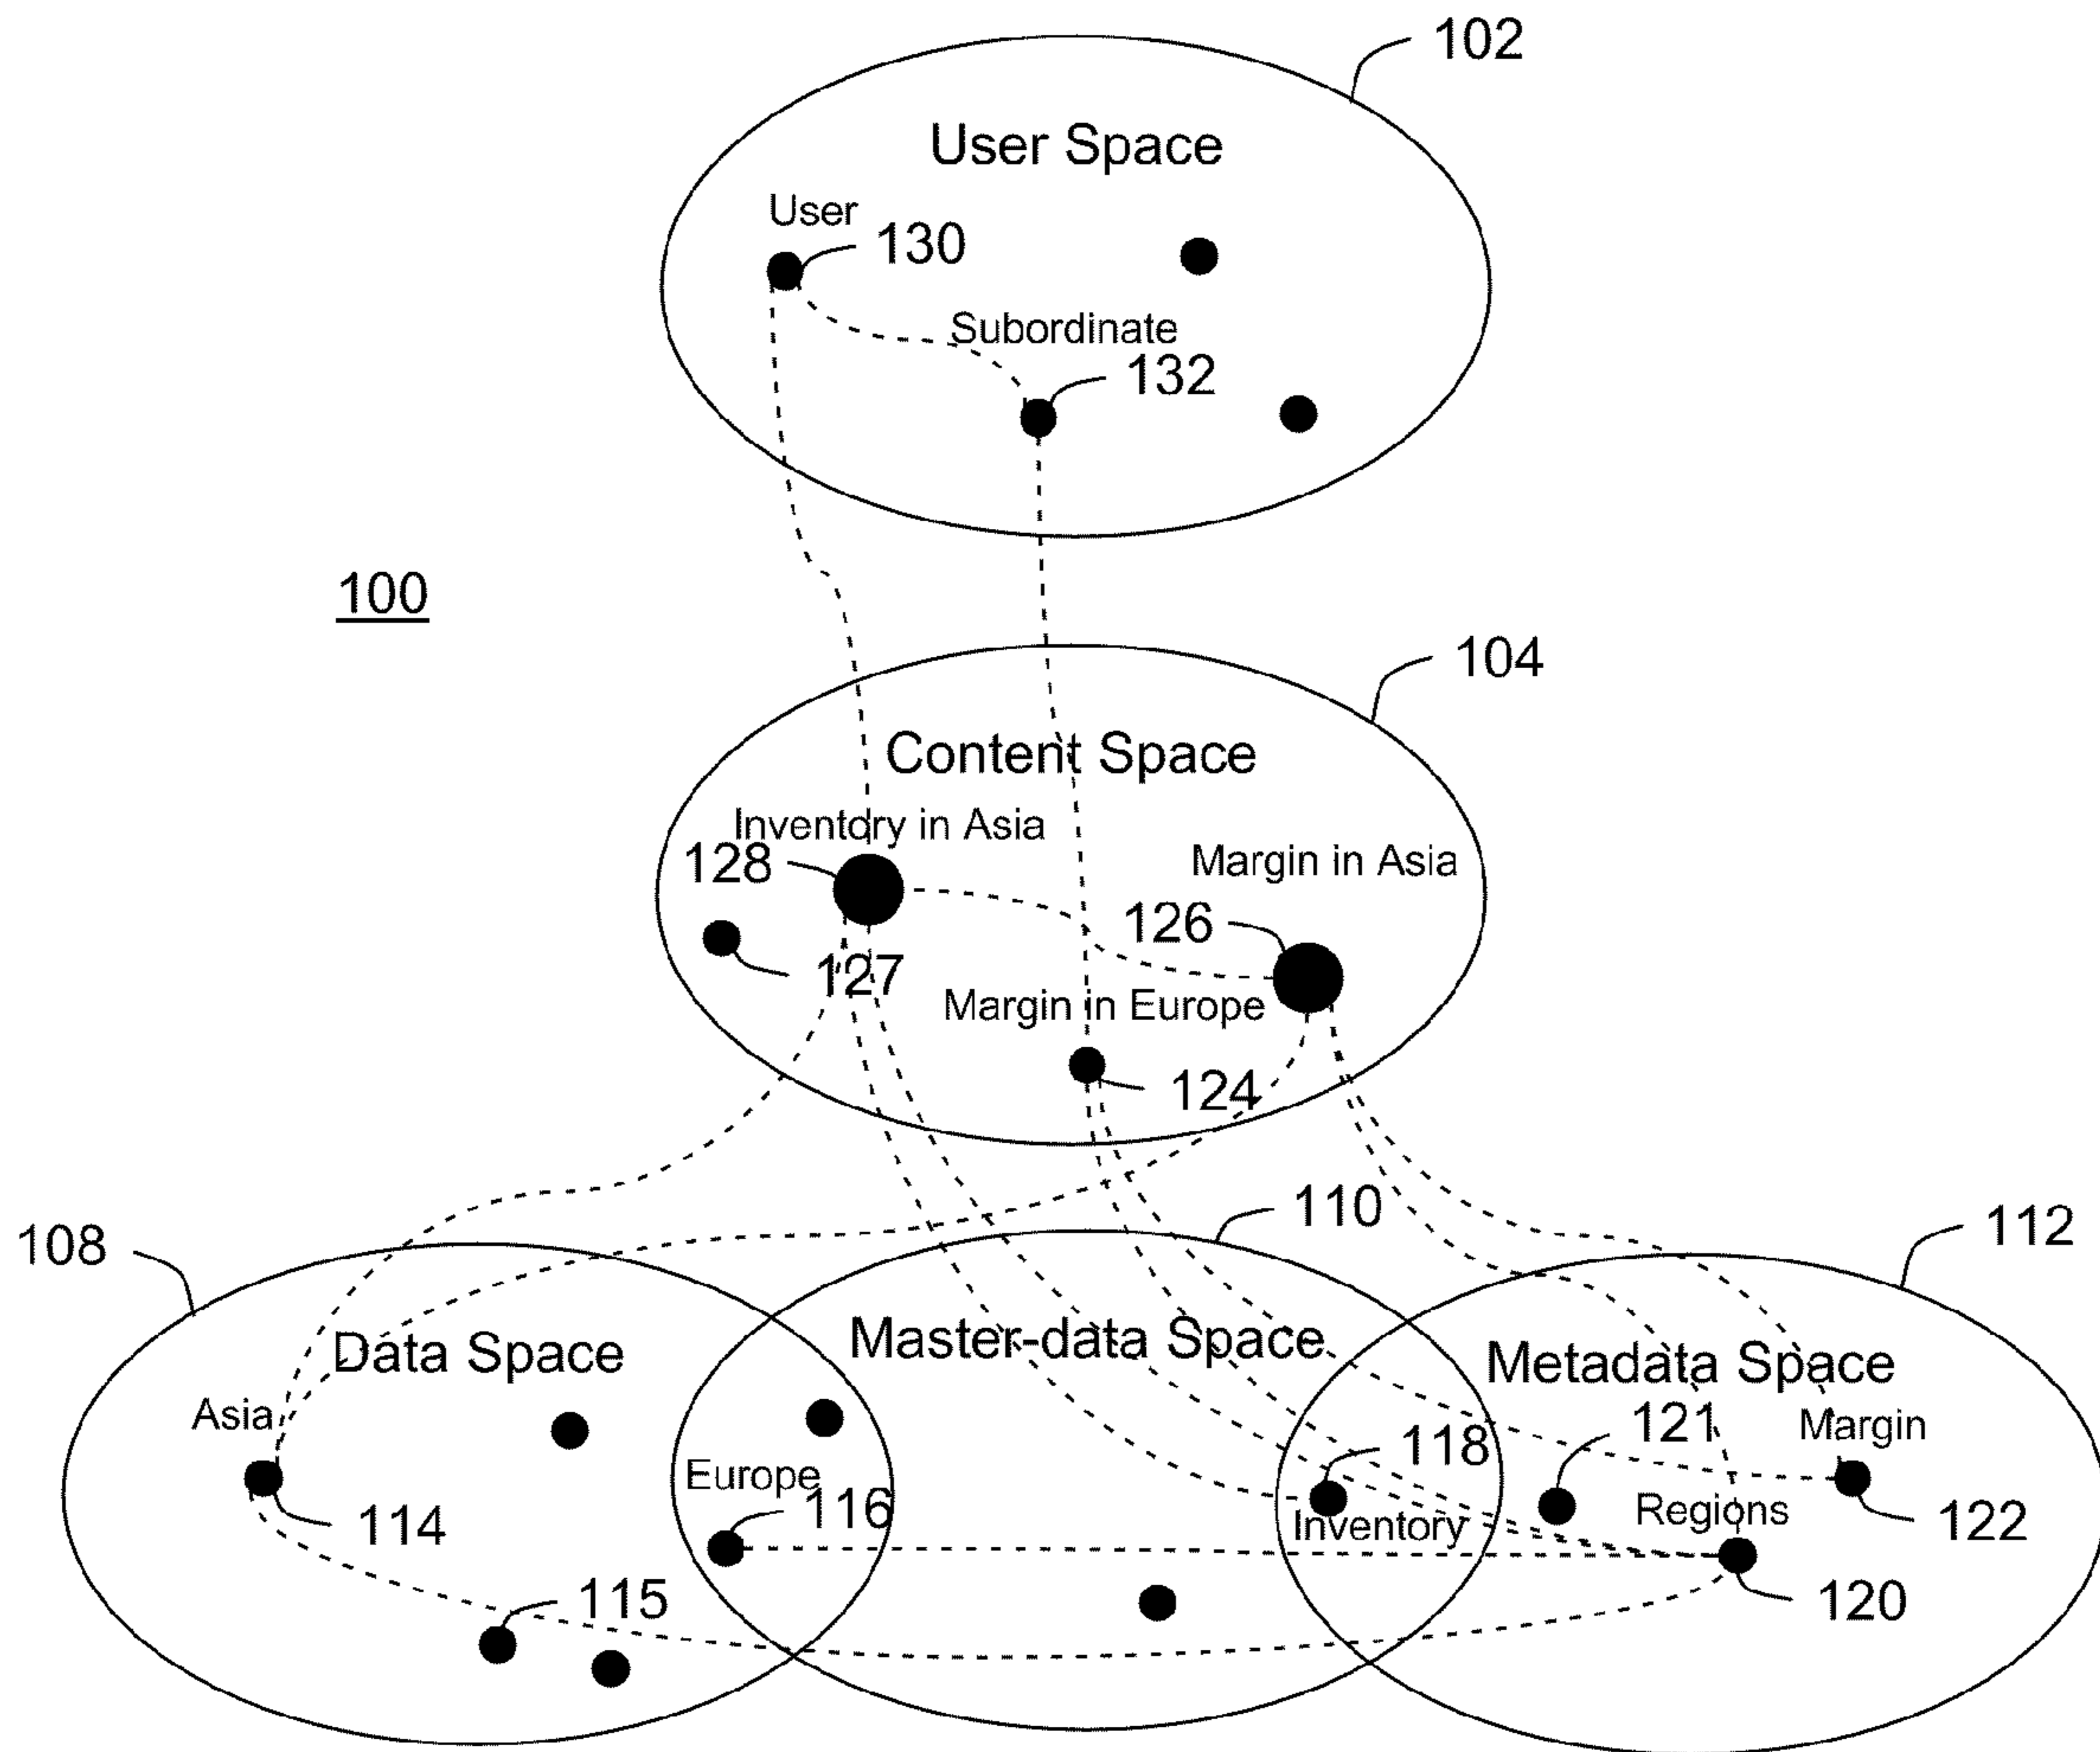 102
User Space
User
130
Subordinate
132
100
104
Content Space
Inventory in Asia
128
Margin in Asia
126
127
Margin in Europe
124
110
108
112
Data Space
Master-data Space
Metadata Space
Asia
121
Margin
118
Europe
116
Regions
114
Inventory
122
115
120